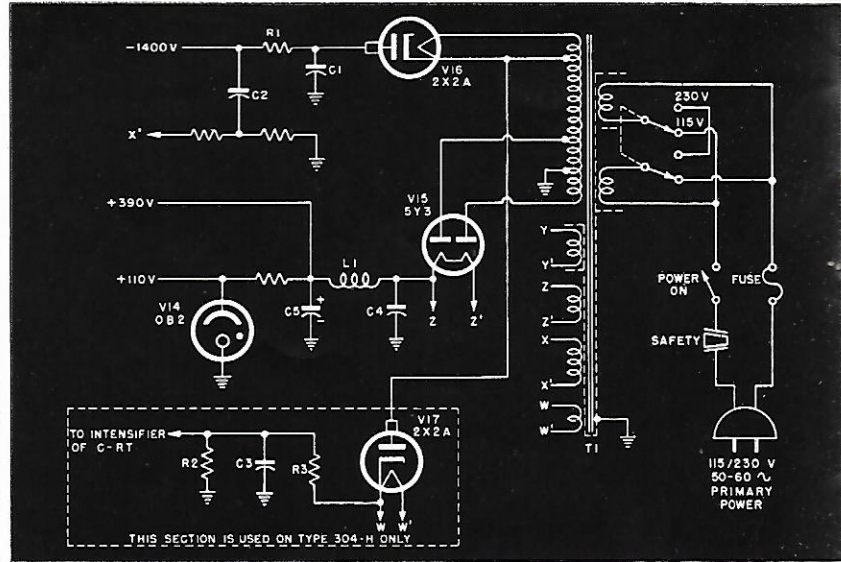 -1400V
R1
C1
V16
2X2A
C2
X'
230V
115V
+390V
V15
5Y3
+110V
L1
V14
OB2
C5
+
-
C4
Z
Z'
Y
Y'
Z
Z'
X
X'
W
W'
T1
POWER
ON
FUSE
SAFETY
115/230 V
50-60 ∿
PRIMARY
POWER
V17
2X2A
TO INTENSIFIER
OF C-RT
R2
C3
R3
W
W'
THIS SECTION IS USED ON TYPE 304-H ONLY